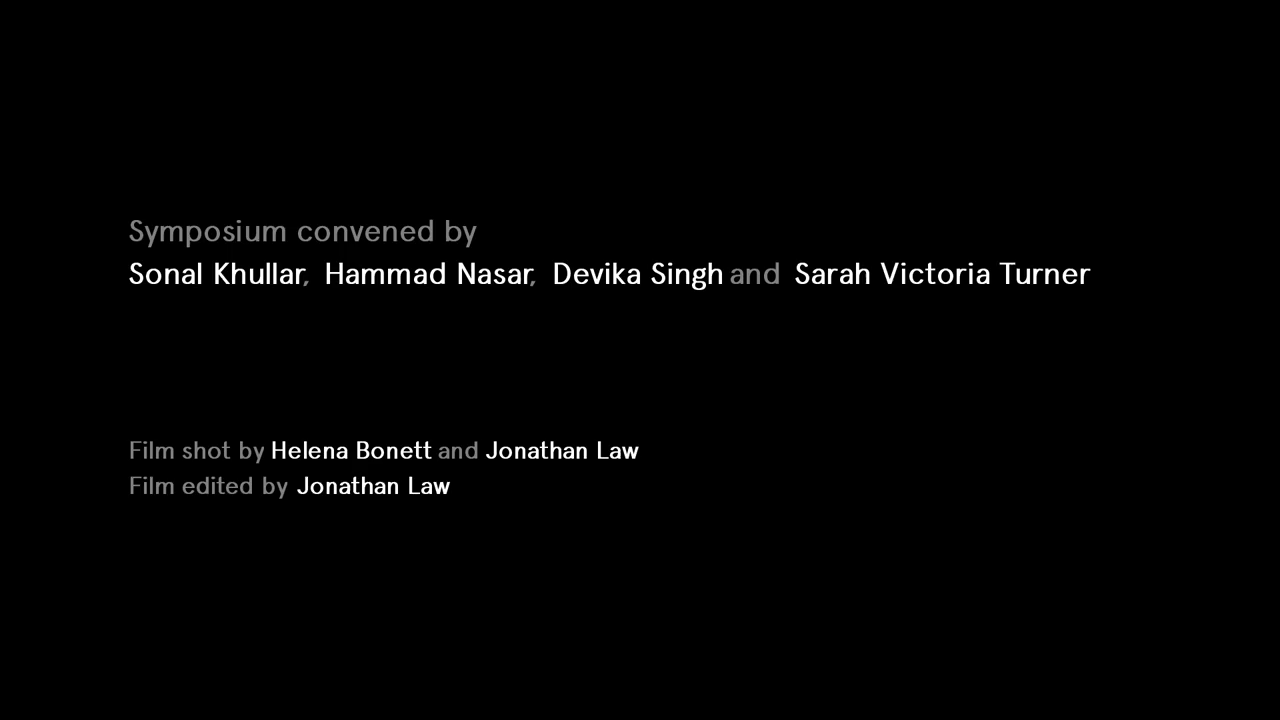 Symposium convened by
Sonal Khullar, Hammad Nasar, Devika Singh and Sarah Victoria Turner
Film shot by Helena Bonett and Jonathan Law
Film edited by Jonathan Law